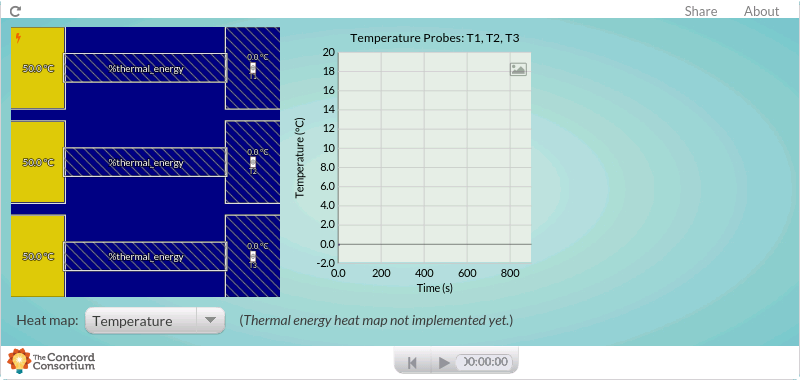 Share About
Temperature Probes: T1, T2, T3
50.0 °C
%thermal_energy
0.0 °C
T1
50.0 °C
%thermal_energy
0.0 °C
T2
50.0 °C
%thermal_energy
0.0 °C
T3
Temperature (°C)
20
18
16
14
12
10
8.0
6.0
4.0
2.0
0.0
-2.0
0.0 200 400 600 800
Time (s)
Heat map: Temperature (Thermal energy heat map not implemented yet.)
The Concord
Consortium
00:00:00